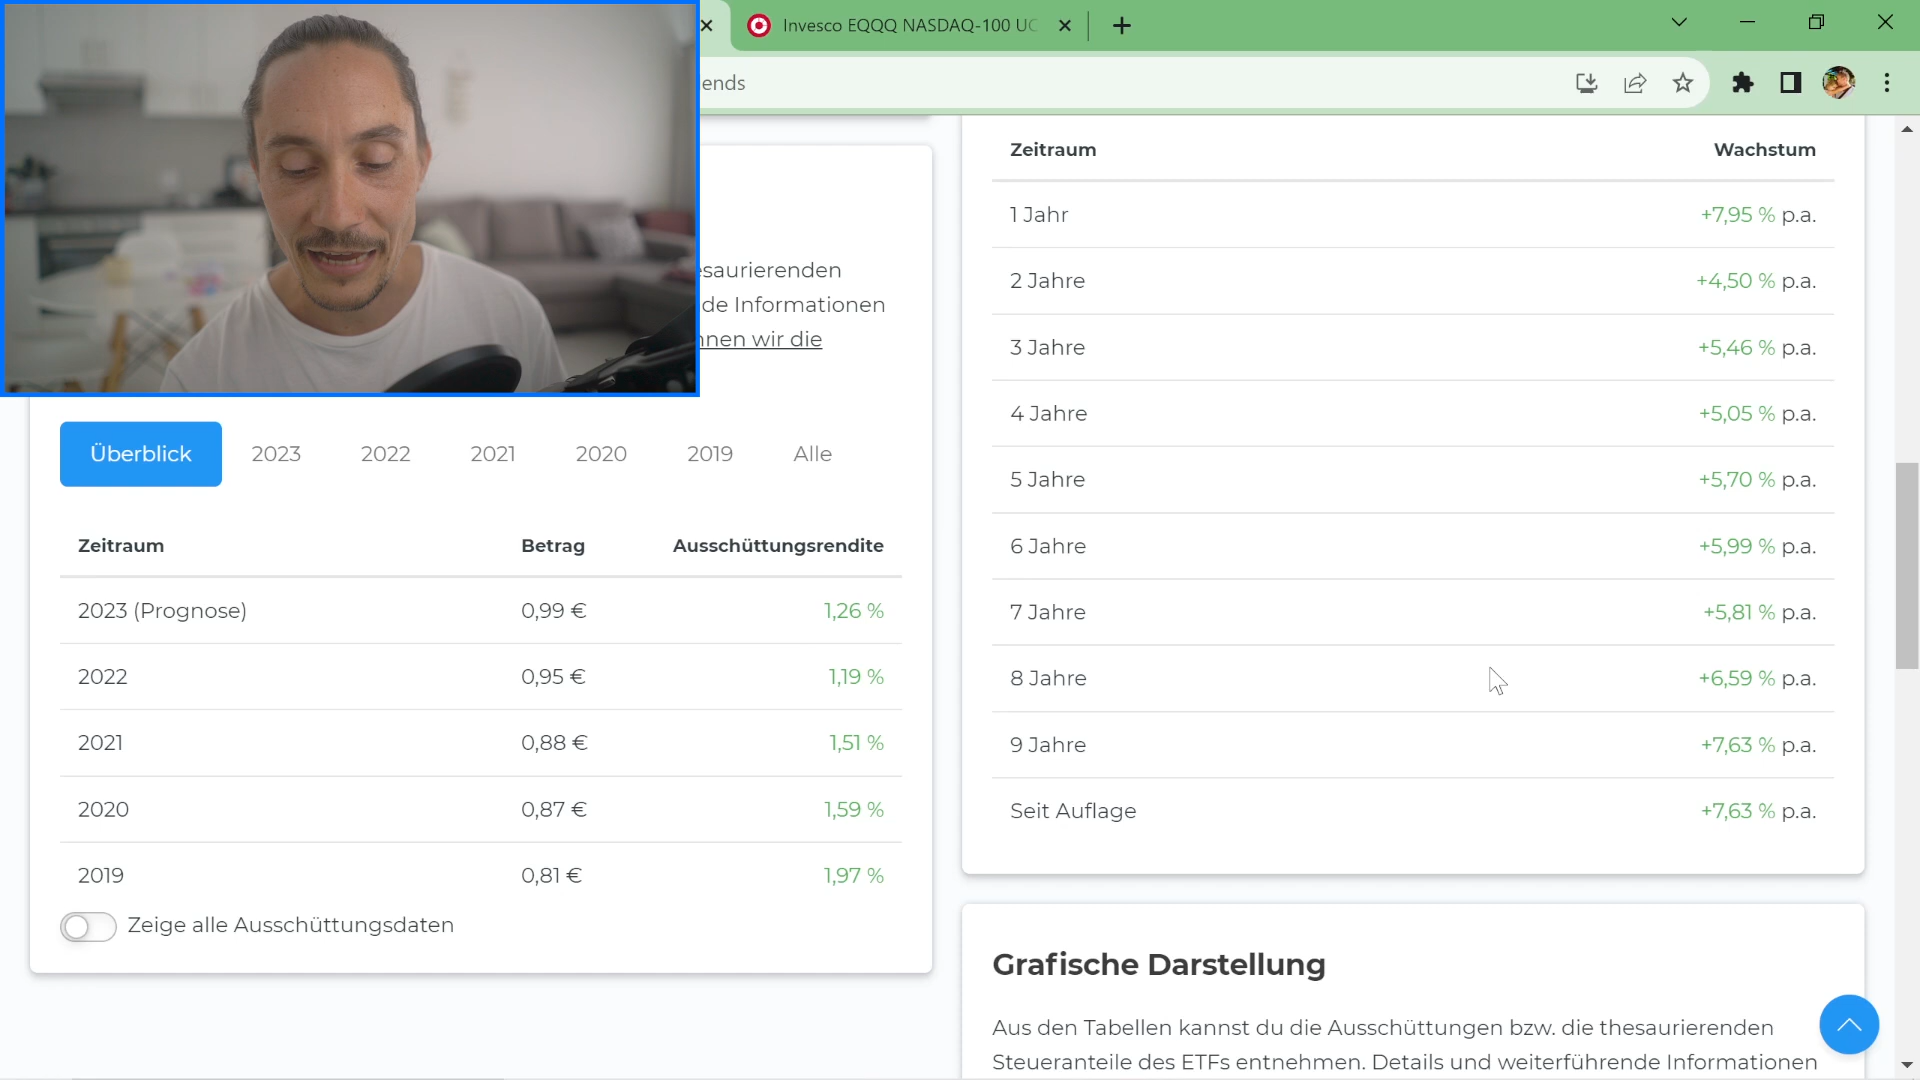 Invesco EQQQ NASDAQ-100 UC
ends
esaurierenden
de Informationen
nnen wir die
Überblick 2023 2022 2021 2020 2019 Alle
Zeitraum Betrag Ausschüttungsrendite
2023 (Prognose) 0,99 € 1,26 %
2022 0,95 € 1,19 %
2021 0,88 € 1,51 %
2020 0,87 € 1,59 %
2019 0,81 € 1,97 %
Zeige alle Ausschüttungsdaten
Zeitraum Wachstum
1 Jahr +7,95 % p.a.
2 Jahre +4,50 % p.a.
3 Jahre +5,46 % p.a.
4 Jahre +5,05 % p.a.
5 Jahre +5,70 % p.a.
6 Jahre +5,99 % p.a.
7 Jahre +5,81 % p.a.
8 Jahre +6,59 % p.a.
9 Jahre +7,63 % p.a.
Seit Auflage +7,63 % p.a.
Grafische Darstellung
Aus den Tabellen kannst du die Ausschüttungen bzw. die thesaurierenden
Steueranteile des ETFs entnehmen. Details und weiterführende Informationen